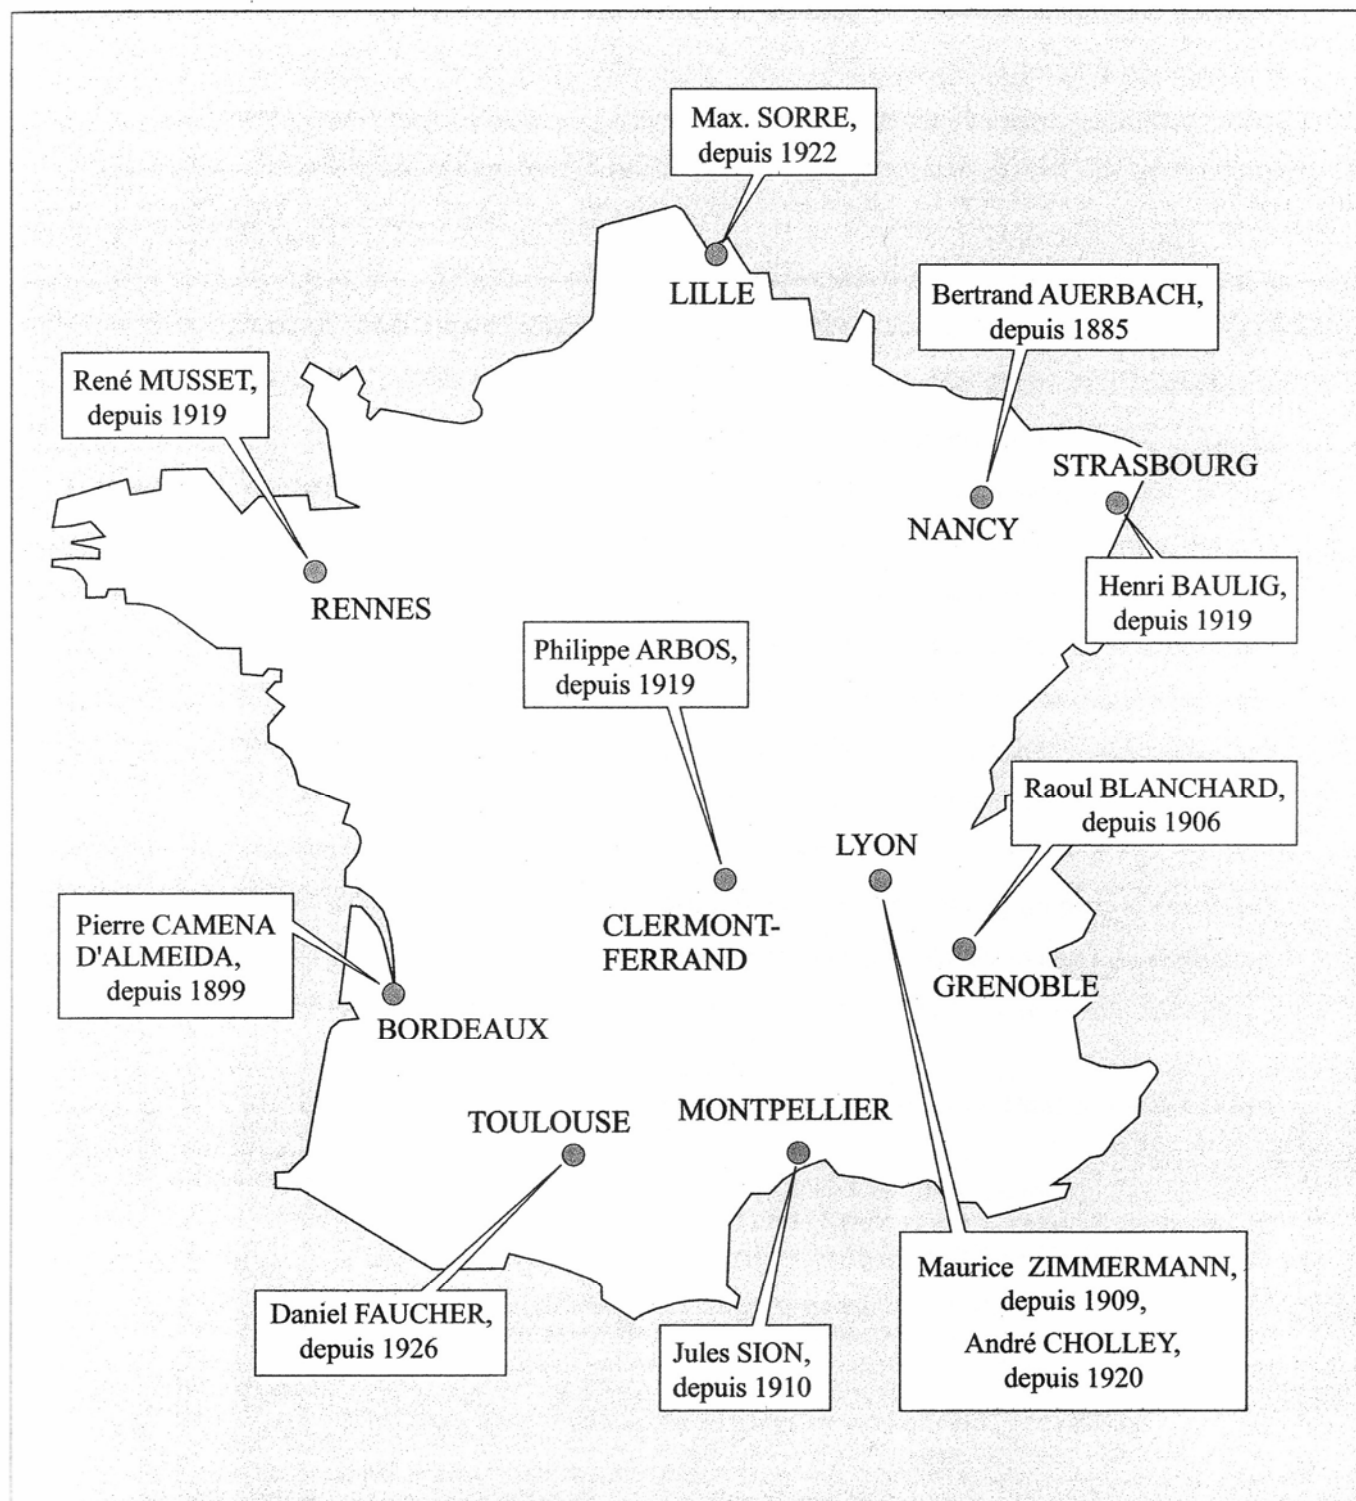 Max. SORRE,
depuis 1922
LILLE
Bertrand AUERBACH,
depuis 1885
René MUSSET,
depuis 1919
STRASBOURG
NANCY
RENNES
Henri BAULIG,
depuis 1919
Philippe ARBOS,
depuis 1919
Raoul BLANCHARD,
depuis 1906
LYON
CLERMONT-
FERRAND
Pierre CAMENA
D'ALMEIDA,
depuis 1899
GRENOBLE
BORDEAUX
MONTPELLIER
TOULOUSE
Maurice ZIMMERMANN,
depuis 1909,
André CHOLLEY,
depuis 1920
Daniel FAUCHER,
depuis 1926
Jules SION,
depuis 1910